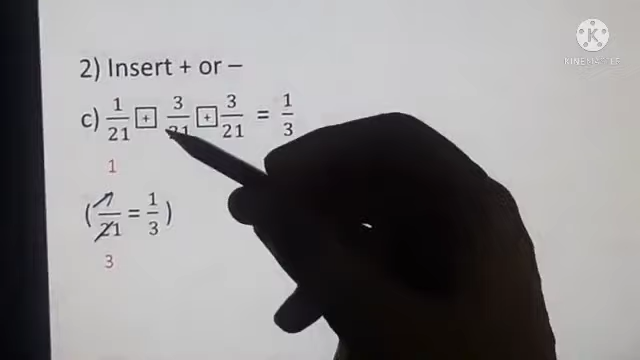 K
KINEMASTER
2) Insert + or –
c) 1/21 + 3/21 + 3/21 = 1/3
1
(7/21 = 1/3)
3